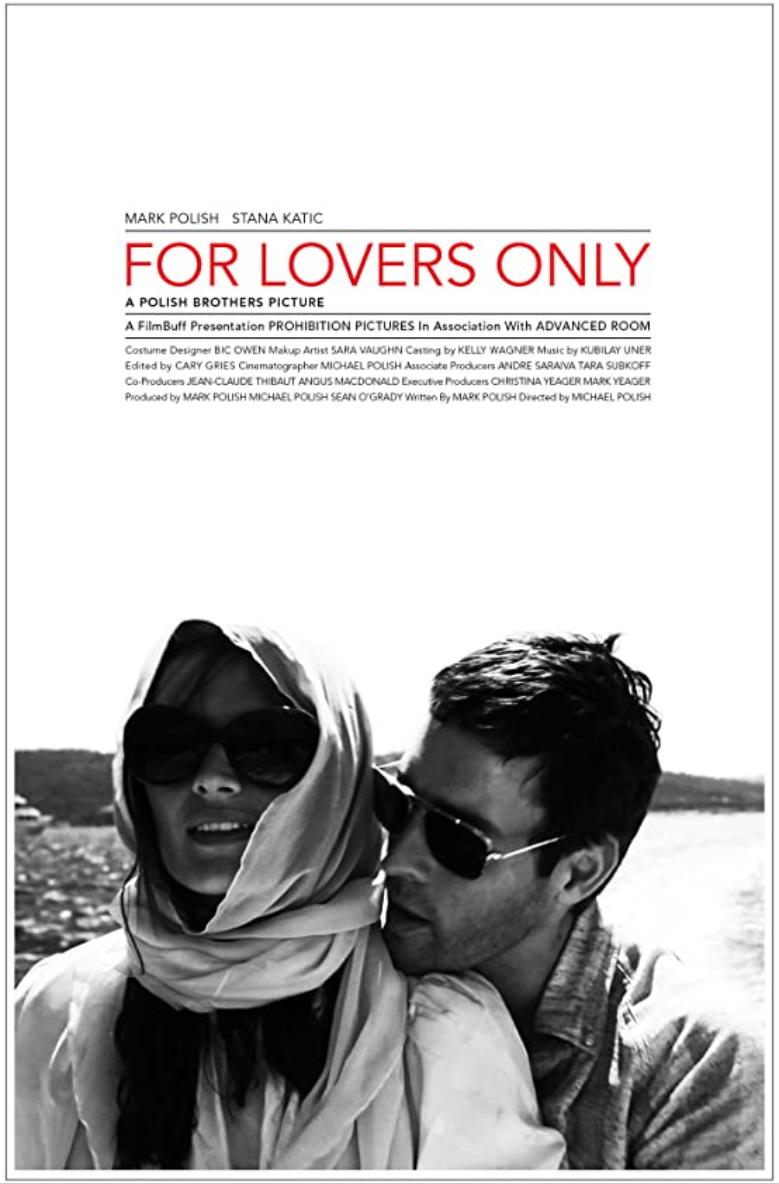 MARK POLISH STANA KATIC
FOR LOVERS ONLY
A POLISH BROTHERS PICTURE
A FilmBuff Presentation PROHIBITION PICTURES In Association With ADVANCED ROOM
Costume Designer BIC OWEN Makup Artist SARA VAUGHN Casting by KELLY WAGNER Music by KUBILAY UNER
Edited by CARY GRIES Cinematographer MICHAEL POLISH Associate Producers ANDRE SARAIVA TARA SUBKOFF
Co-Producers JEAN-CLAUDE THIBAUT ANGUS MACDONALD Executive Producers CHRISTINA YEAGER MARK YEAGER
Produced by MARK POLISH MICHAEL POLISH SEAN O'GRADY Written By MARK POLISH Directed by MICHAEL POLISH